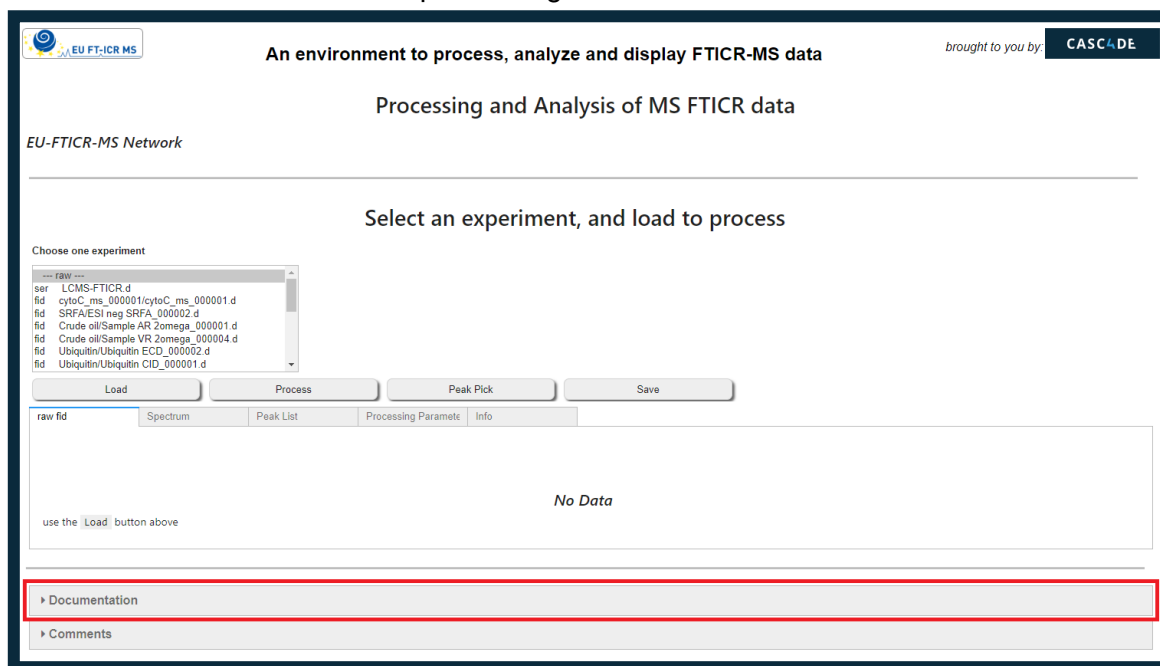 EU FT-ICR MS
An environment to process, analyze and display FTICR-MS data
brought to you by:
CASC4DE
Processing and Analysis of MS FTICR data
EU-FTICR-MS Network
Select an experiment, and load to process
Choose one experiment
--- raw ---
ser LCMS-FTICR.d
fid cytoC_ms_000001/cytoC_ms_000001.d
fid SRFA/ESI neg SRFA_000002.d
fid Crude oil/Sample AR 2omega_000001.d
fid Crude oil/Sample VR 2omega_000004.d
fid Ubiquitin/Ubiquitin ECD_000002.d
fid Ubiquitin/Ubiquitin CID_000001.d
Load Process Peak Pick Save
raw fid Spectrum Peak List Processing Paramete Info
No Data
use the Load button above
Documentation
Comments